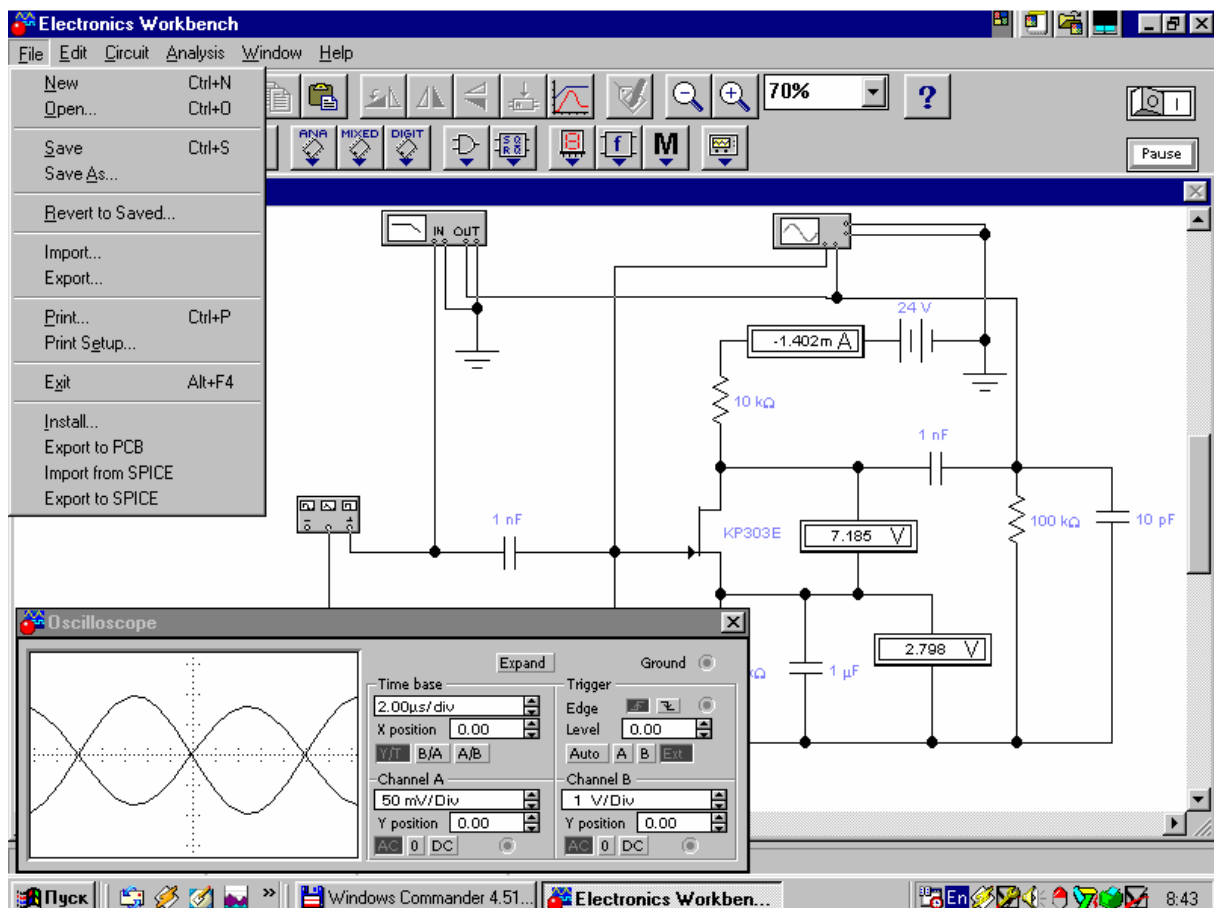 Electronics Workbench
File Edit Circuit Analysis Window Help
New Ctrl+N
Open... Ctrl+O
Save Ctrl+S
Save As...
Revert to Saved...
Import...
Export...
Print... Ctrl+P
Print Setup...
Exit Alt+F4
Install...
Export to PCB
Import from SPICE
Export to SPICE
70%
?
ANA MIXED DIGIT
f M
Pause
IN OUT
24 V
-1.402m A
10 kΩ
1 nF
1 nF
KP303E
7.185 V
100 kΩ
10 pF
2.798 V
kΩ
1 µF
Oscilloscope
Expand Ground
Time base
2.00µs/div
X position 0.00
Y/T B/A A/B
Trigger
Edge
Level 0.00
Auto A B Ext
Channel A
50 mV/Div
Y position 0.00
AC 0 DC
Channel B
1 V/Div
Y position 0.00
AC 0 DC
Пуск
»
Windows Commander 4.51...
Electronics Workben...
En
8:43